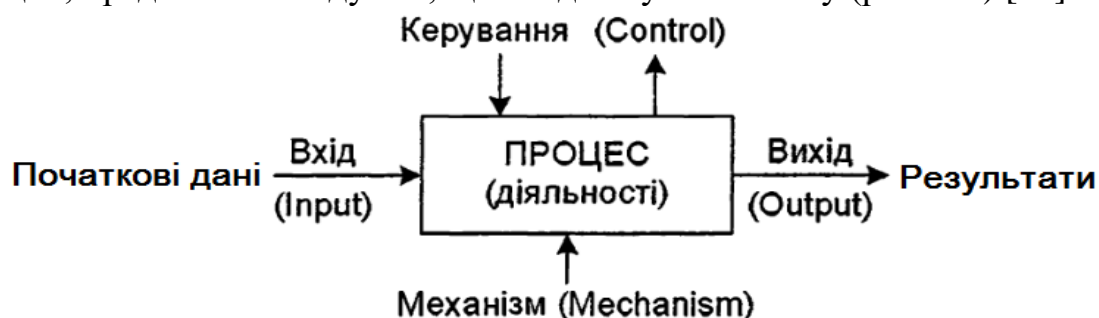 Керування (Control)
Початкові дані
Вхід
(Input)
ПРОЦЕС
(діяльності)
Вихід
(Output)
Результати
Механізм (Mechanism)